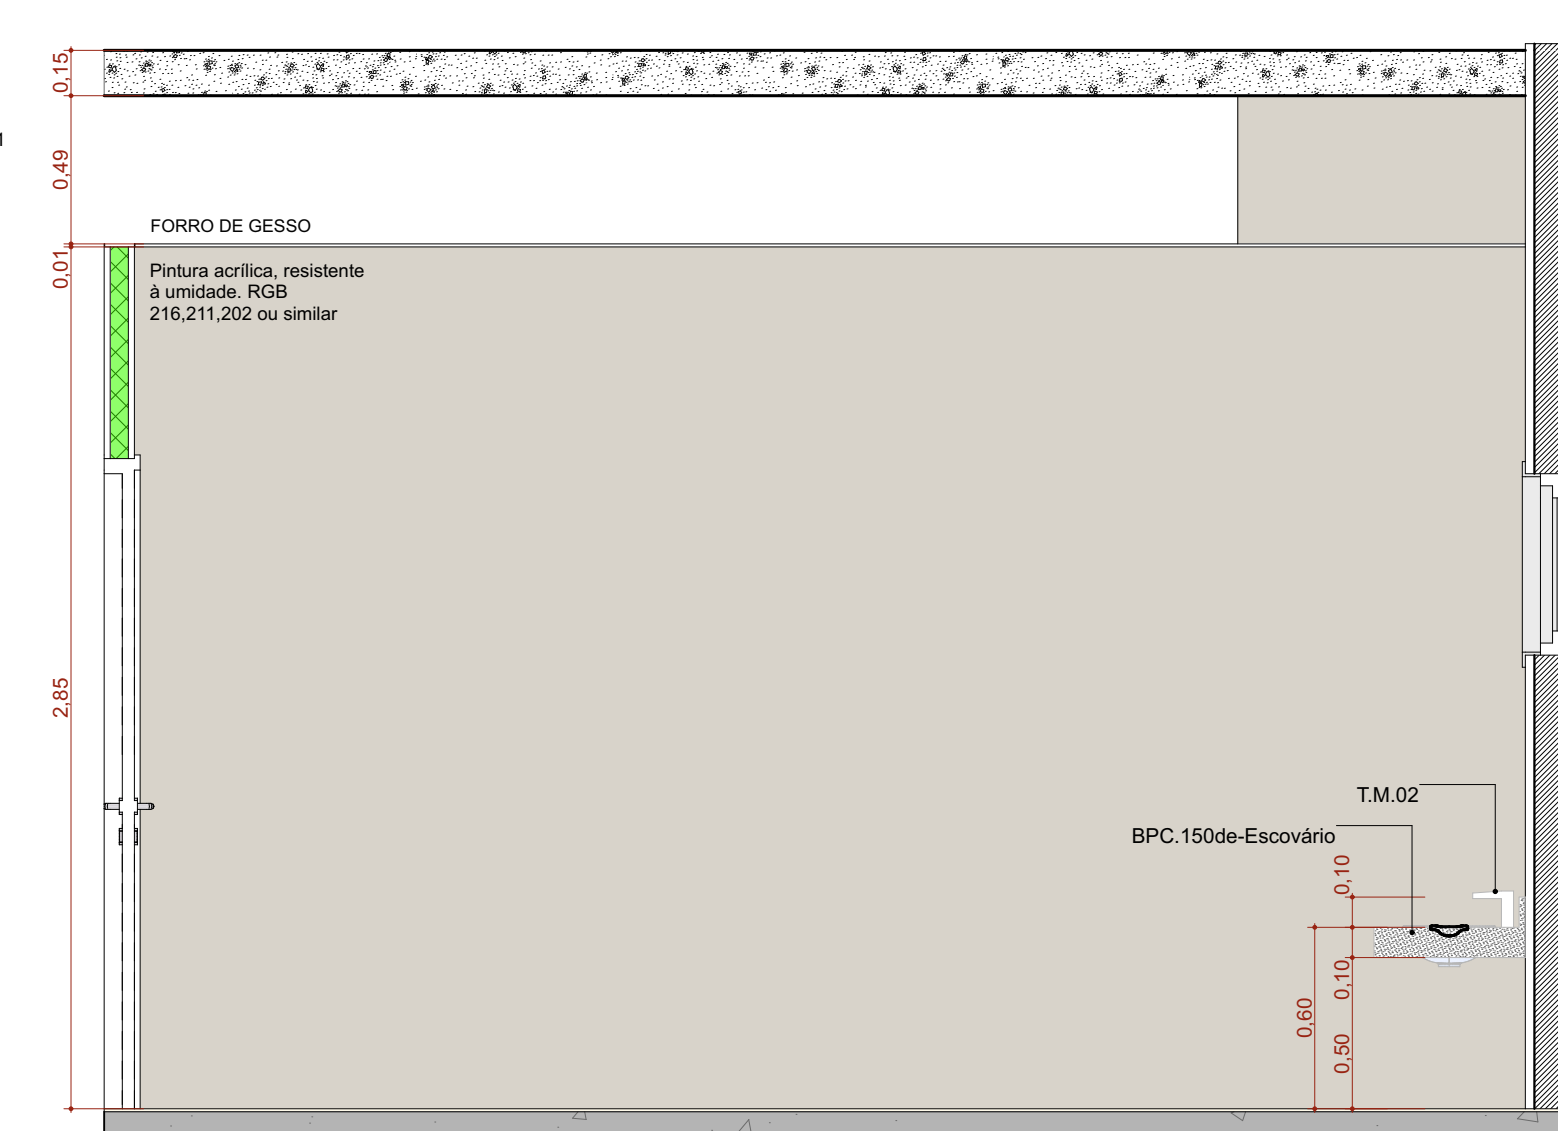 0,15
1
0,49
FORRO DE GESSO
0,01
Pintura acrílica, resistente
à umidade. RGB
216,211,202 ou similar
2,85
T.M.02
BPC.150de-Escovário
0,10
0,10
0,60
0,50